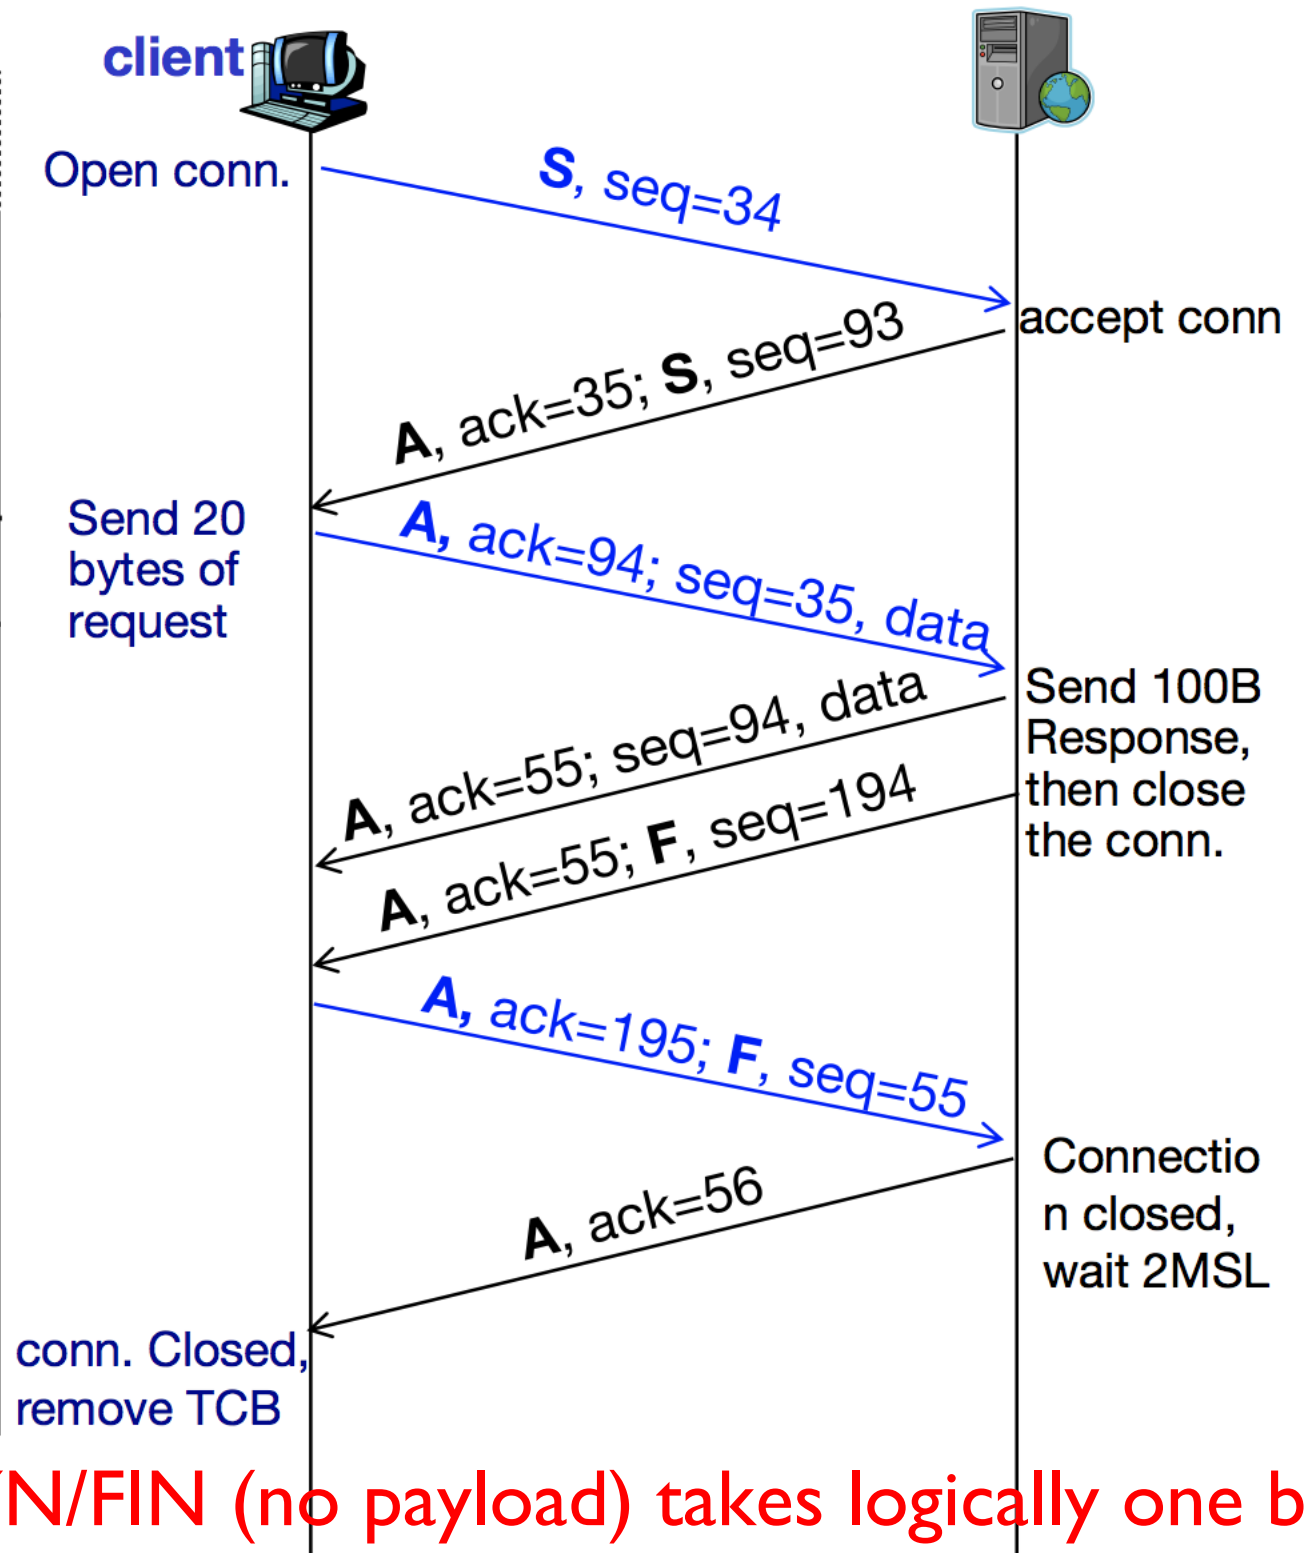 client
Open conn.
S, seq=34
accept conn
A, ack=35; S, seq=93
Send 20
bytes of
request
A, ack=94; seq=35, data
Send 100B
Response,
then close
the conn.
A, ack=55; seq=94, data
A, ack=55; F, seq=194
A, ack=195; F, seq=55
Connectio
n closed,
wait 2MSL
A, ack=56
conn. Closed,
remove TCB
N/FIN (no payload) takes logically one b